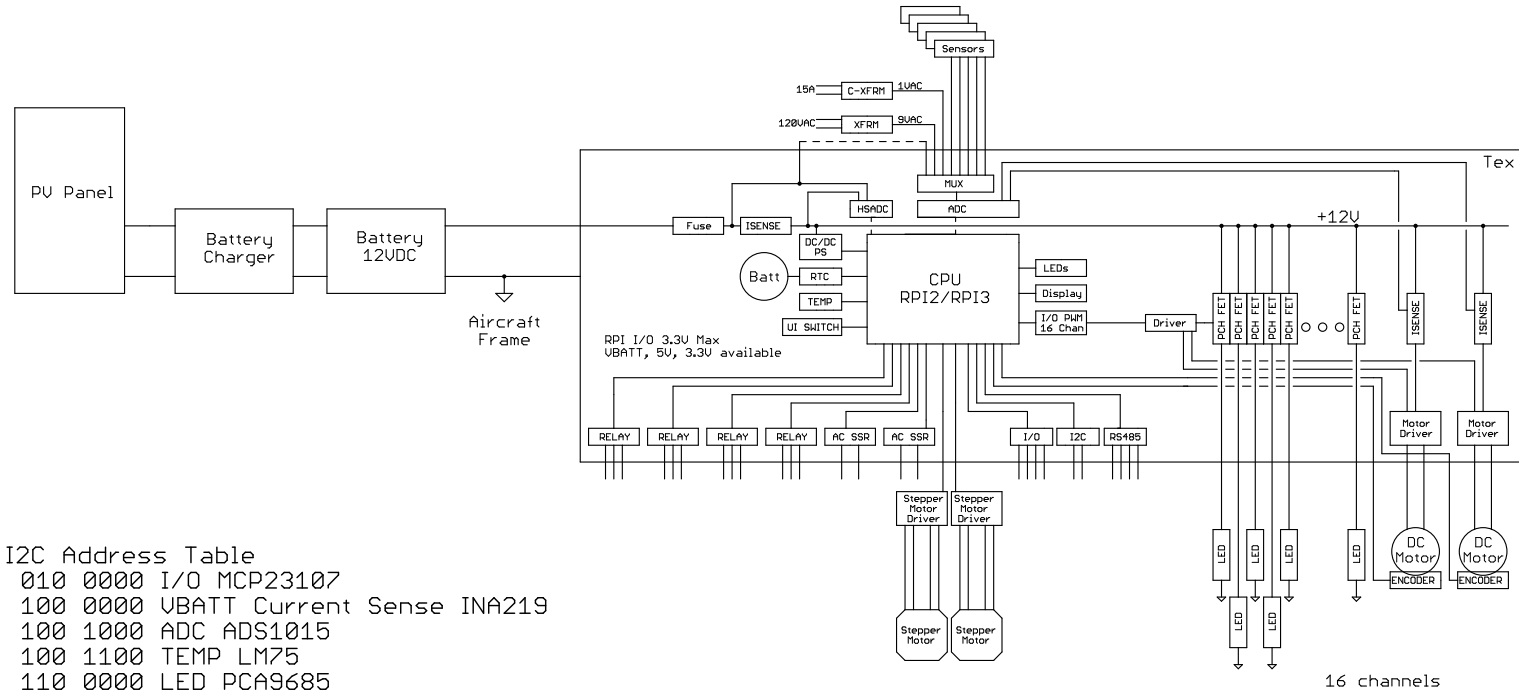 Sensors
15A
C-XFRM
1VAC
120VAC
XFRM
9VAC
Tex
PV Panel
MUX
HSADC
ADC
+12V
Fuse
ISENSE
Battery
Charger
Battery
12VDC
DC/DC
PS
CPU
RPI2/RPI3
LEDs
Batt
RTC
Display
TEMP
I/O PWM
16 Chan
Driver
PCH FET
PCH FET
PCH FET
PCH FET
PCH FET
PCH FET
ISENSE
ISENSE
Aircraft
Frame
UI SWITCH
RPI I/O 3.3V Max
VBATT, 5V, 3.3V available
RELAY
RELAY
RELAY
RELAY
AC SSR
AC SSR
I/O
I2C
RS485
Motor
Driver
Motor
Driver
Stepper
Motor
Driver
Stepper
Motor
Driver
LED
LED
LED
LED
DC
Motor
DC
Motor
ENCODER
ENCODER
LED
LED
Stepper
Motor
Stepper
Motor
I2C Address Table
010 0000 I/O MCP23107
100 0000 VBATT Current Sense INA219
100 1000 ADC ADS1015
100 1100 TEMP LM75
110 0000 LED PCA9685
16 channels